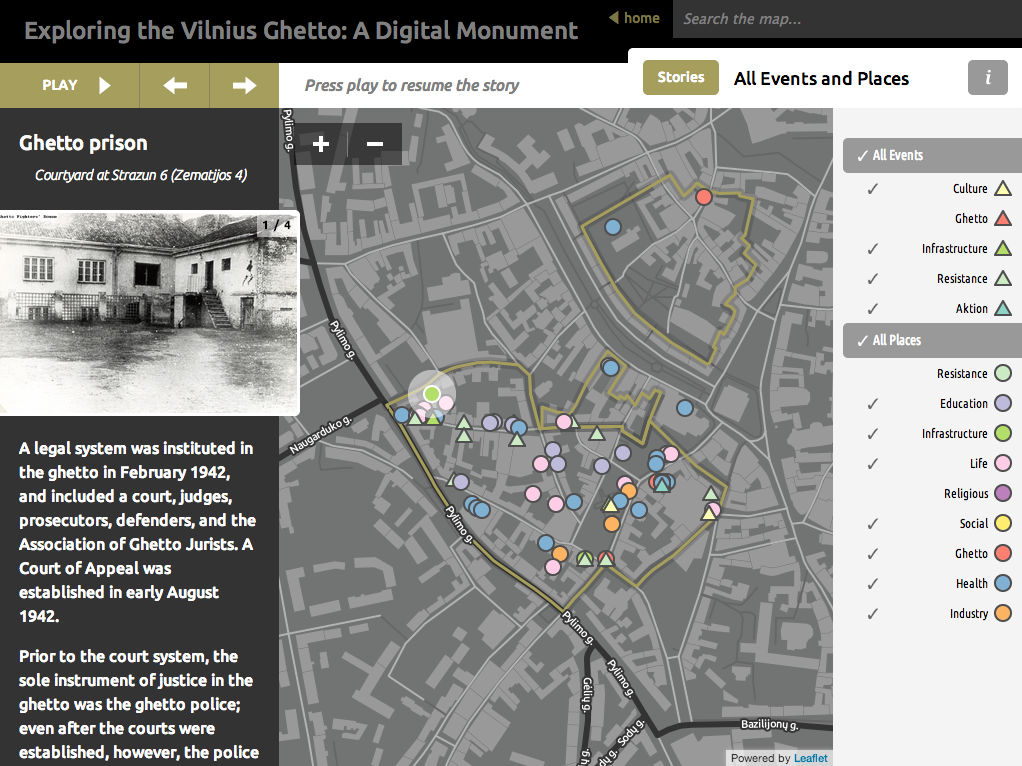 Exploring the Vilnius Ghetto: A Digital Monument
home
Search the map...
PLAY
Press play to resume the story
Stories
All Events and Places
i
Ghetto prison
Courtyard at Strazun 6 (Zematijos 4)
Ghetto Fighters' House
1 / 4
A legal system was instituted in
the ghetto in February 1942,
and included a court, judges,
prosecutors, defenders, and the
Association of Ghetto Jurists. A
Court of Appeal was
established in early August
1942.
Prior to the court system, the
sole instrument of justice in the
ghetto was the ghetto police;
even after the courts were
established, however, the police
+
−
Pylimo g.
Pylimo g.
Naugarduko g.
Pylimo g.
Pylimo g.
Pylimo g.
Gėlių g.
Sodų g.
Bazilijonų g.
Powered by Leaflet
✓ All Events
✓ Culture
Ghetto
✓ Infrastructure
✓ Resistance
✓ Aktion
✓ All Places
Resistance
✓ Education
✓ Infrastructure
✓ Life
Religious
✓ Social
✓ Ghetto
✓ Health
✓ Industry